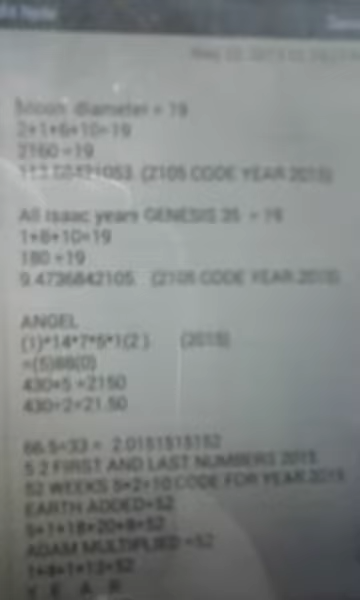 Moon diameter ÷ 19
2+1+6+10=19
2160 ÷19
113.68421053 (2105 CODE YEAR 2015)
All Isaac years GENESIS 35 ÷ 19
1+8+10=19
180 ÷19
9.4736842105 (2105 CODE YEAR 2015)
ANGEL
(1)*14*7*5*1(2) (2015)
430×5 =2150
430÷2=21.50
66.5÷33 = 2.0151515152
5 2 FIRST AND LAST NUMBERS 2015
52 WEEKS 5×2=10 CODE FOR YEAR 2015
EARTH ADDED=52
5+1+18+20+8=52
ADAM MULTIPLIED =52
1×4×1×13=52
Y E A R